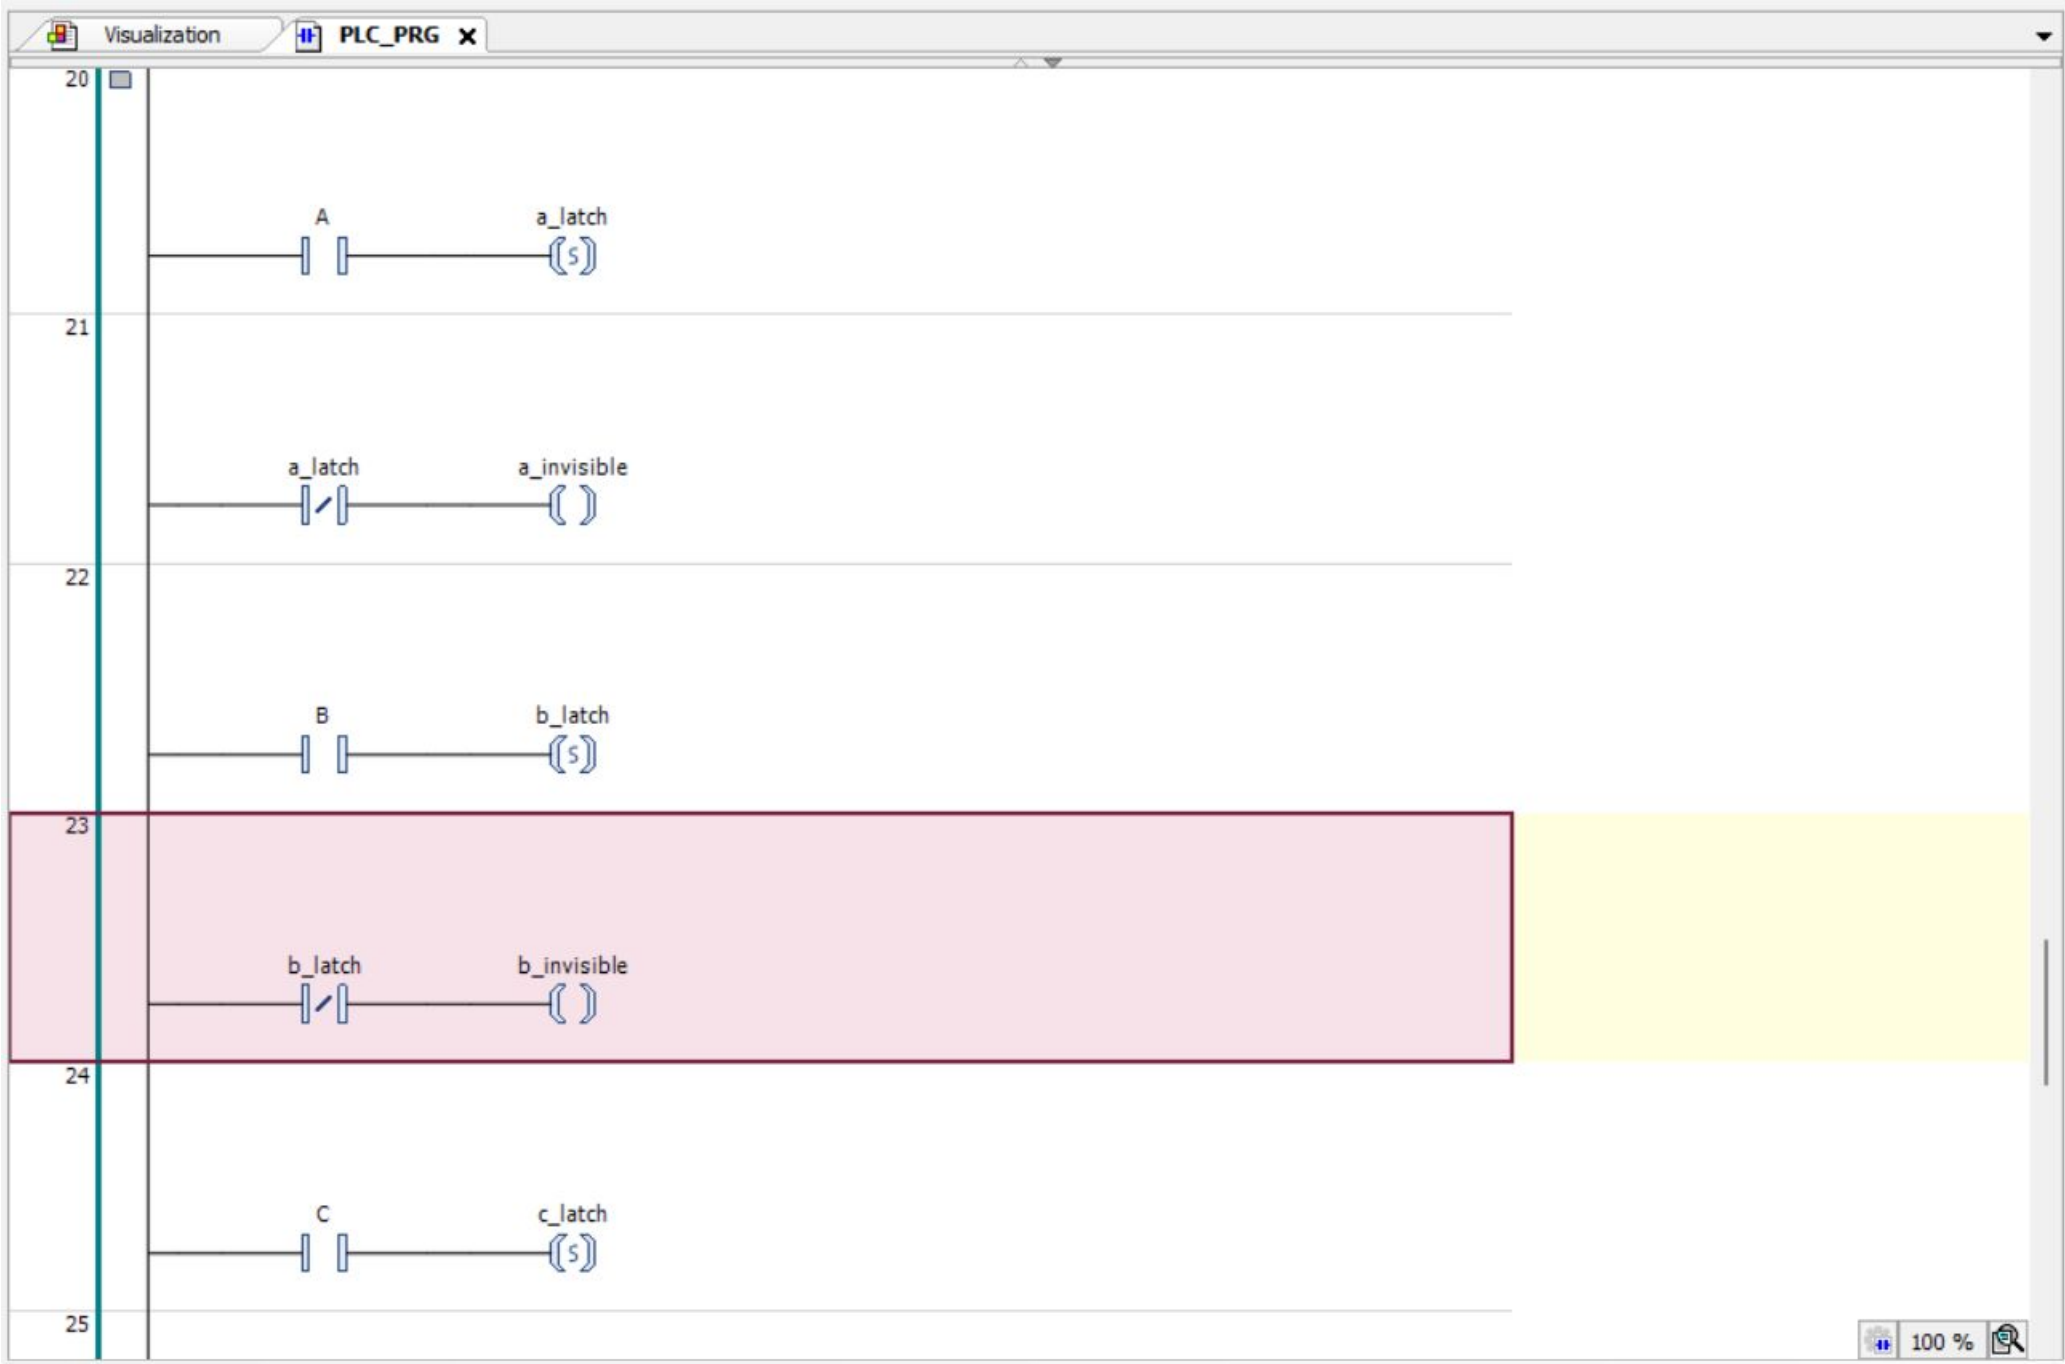 Visualization PLC_PRG
20
A a_latch
S
21
a_latch a_invisible
22
B b_latch
S
23
b_latch b_invisible
24
C c_latch
S
25
100 %